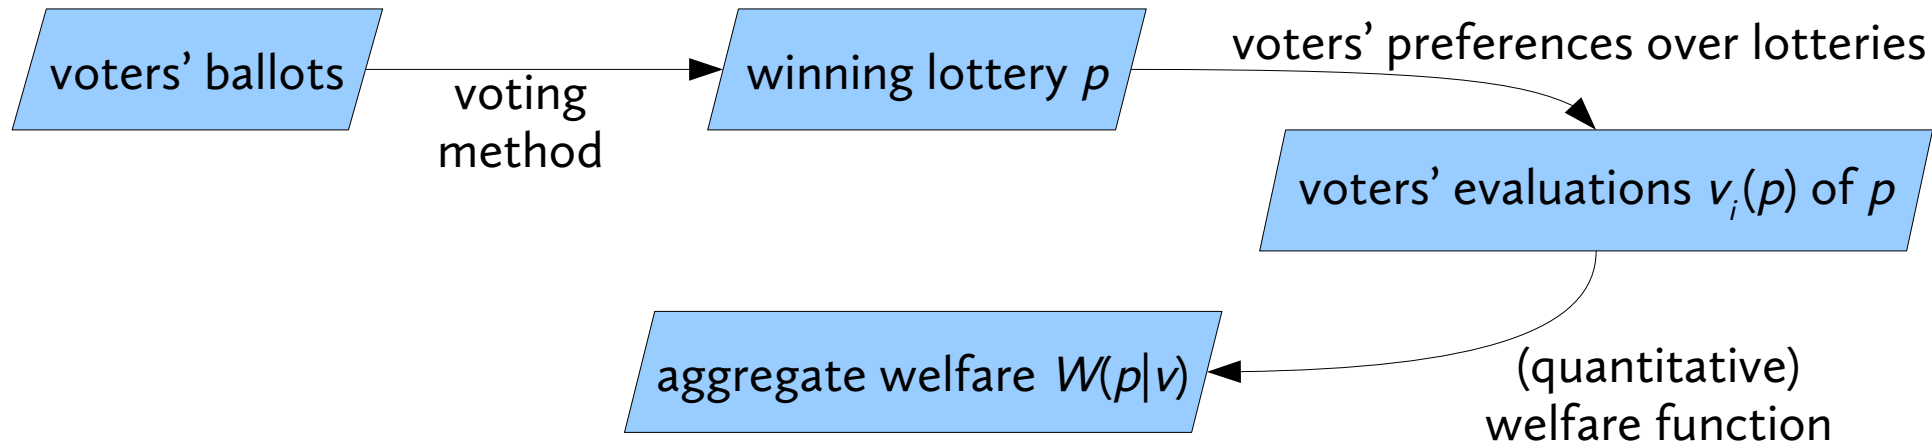 voters’ ballots
voting
method
winning lottery p
voters’ preferences over lotteries
voters’ evaluations vᵢ(p) of p
(quantitative)
welfare function
aggregate welfare W(p|v)